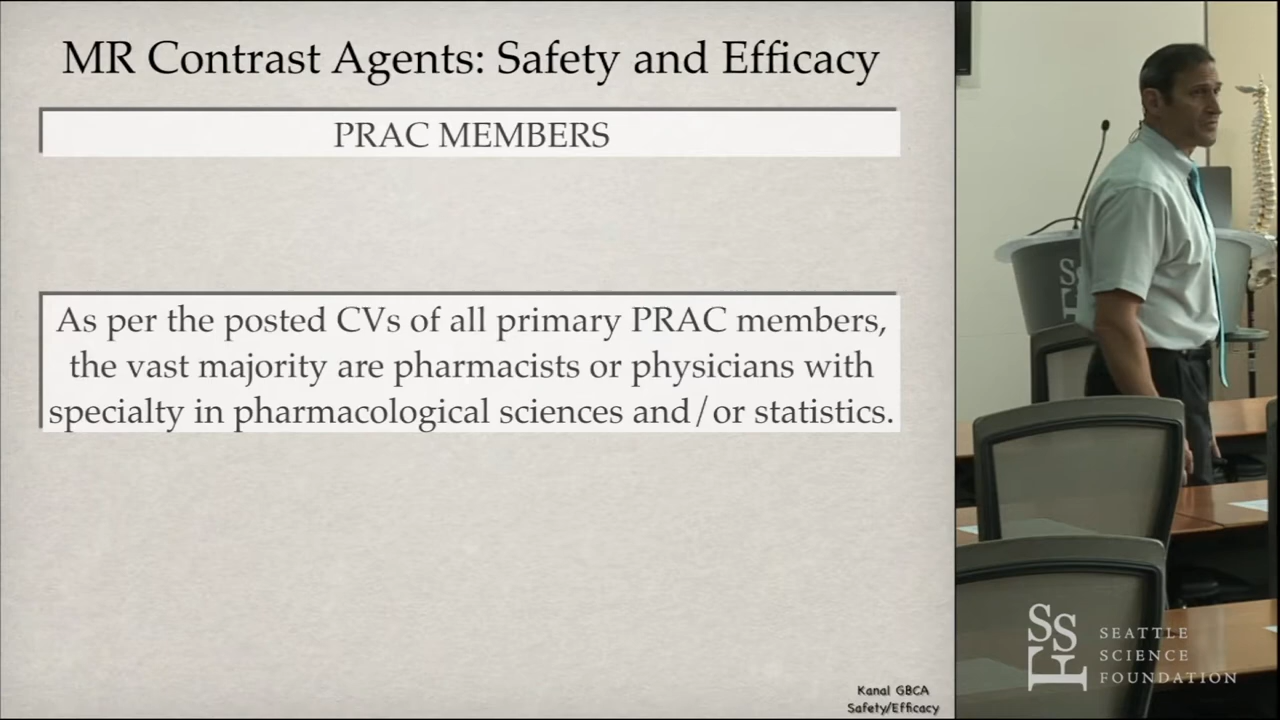 MR Contrast Agents: Safety and Efficacy
PRAC MEMBERS
As per the posted CVs of all primary PRAC members,
the vast majority are pharmacists or physicians with
specialty in pharmacological sciences and/or statistics.
Kanal GBCA
Safety/Efficacy
SSF
SEATTLE
SCIENCE
FOUNDATION